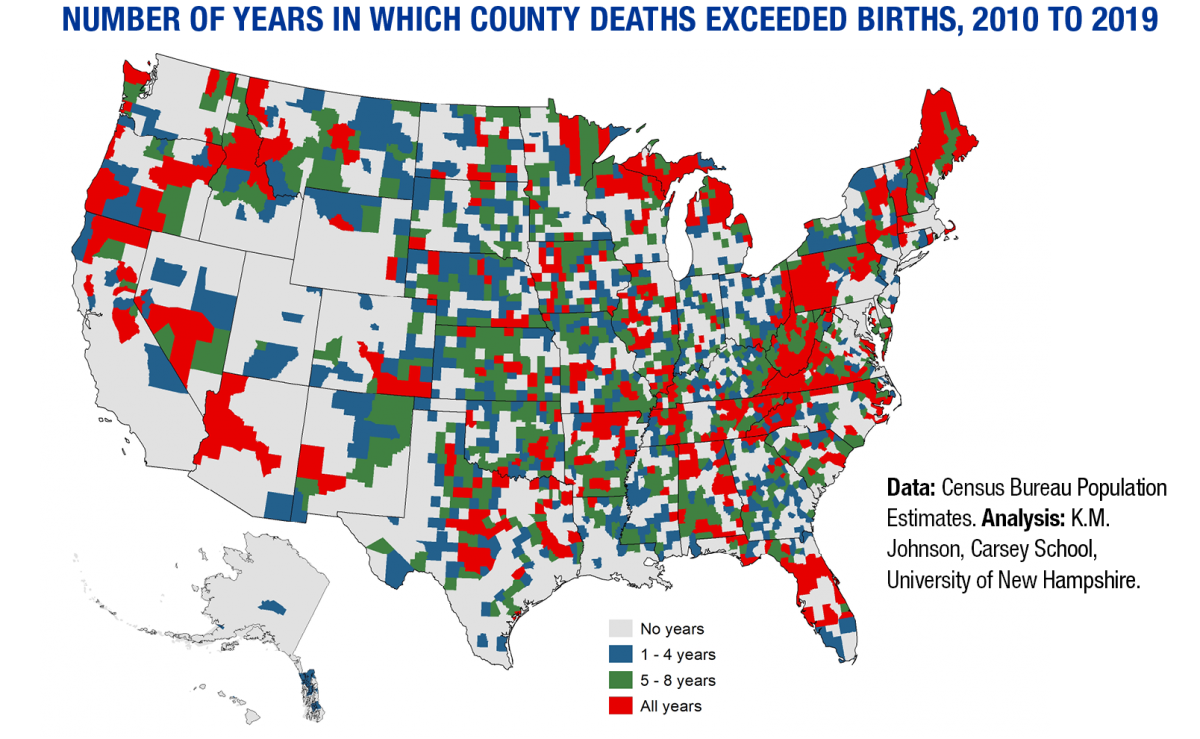 NUMBER OF YEARS IN WHICH COUNTY DEATHS EXCEEDED BIRTHS, 2010 TO 2019
Data: Census Bureau Population
Estimates. Analysis: K.M.
Johnson, Carsey School,
University of New Hampshire.
No years
1 - 4 years
5 - 8 years
All years